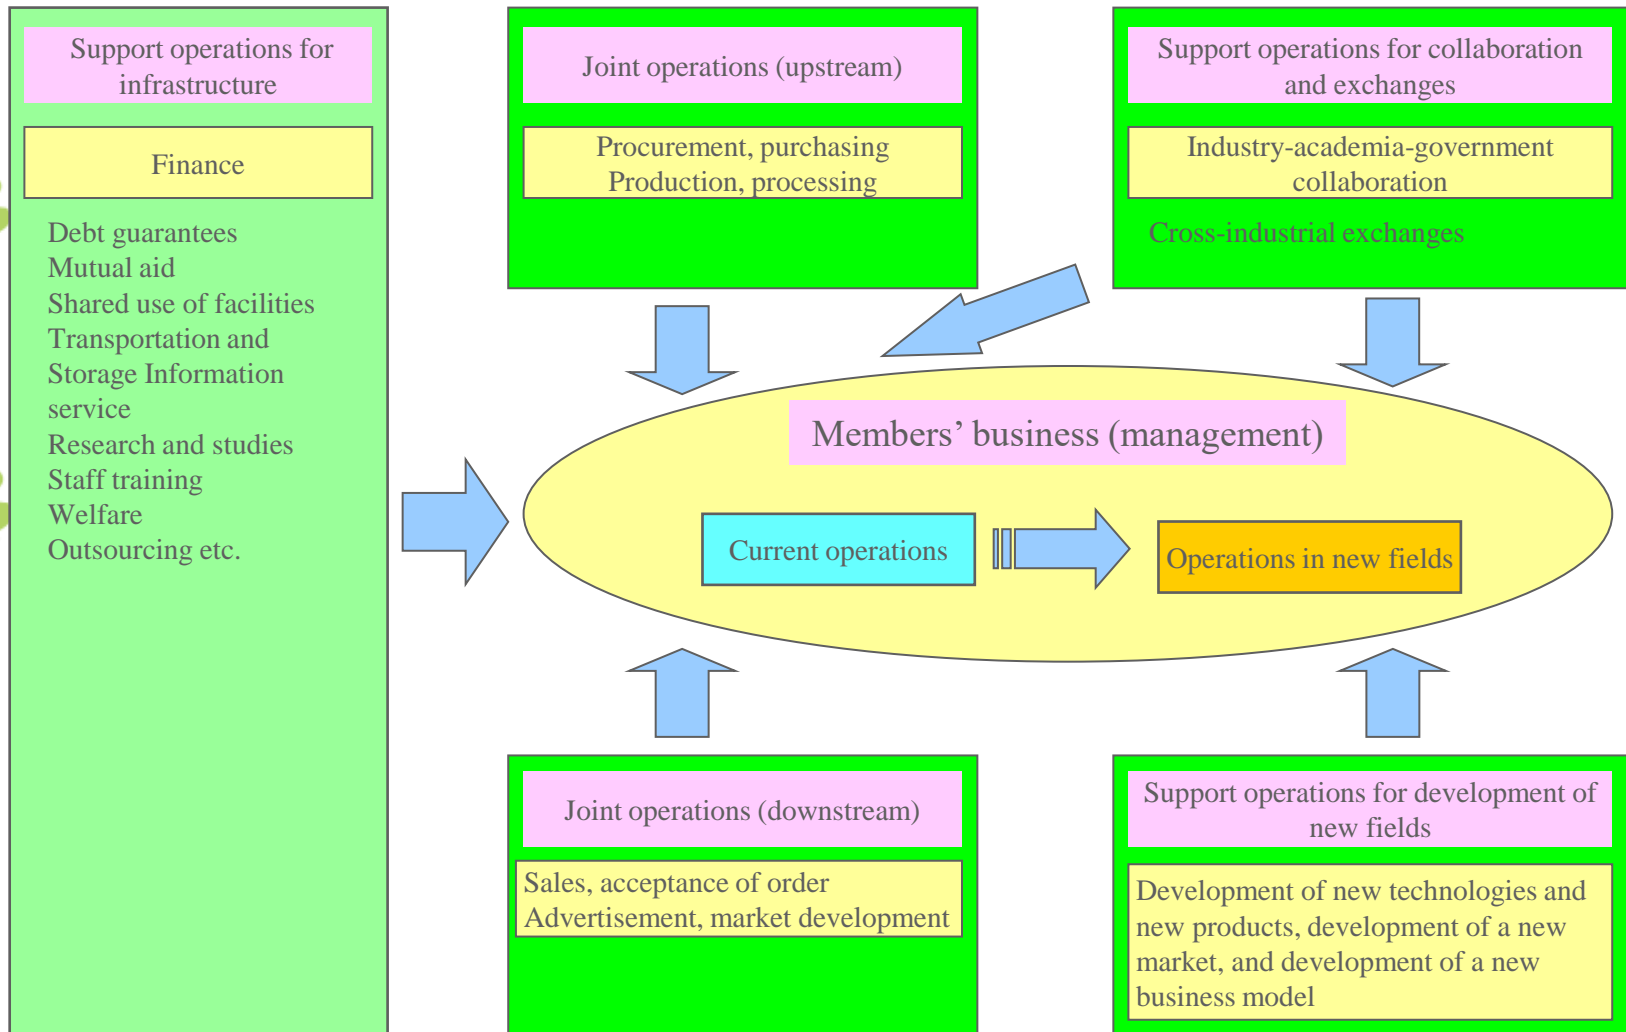 Support operations for
infrastructure
Finance
Debt guarantees
Mutual aid
Shared use of facilities
Transportation and
Storage Information
service
Research and studies
Staff training
Welfare
Outsourcing etc.
Joint operations (upstream)
Procurement, purchasing
Production, processing
Support operations for collaboration
and exchanges
Industry-academia-government
collaboration
Cross-industrial exchanges
Members’ business (management)
Current operations
Operations in new fields
Joint operations (downstream)
Sales, acceptance of order
Advertisement, market development
Support operations for development of
new fields
Development of new technologies and
new products, development of a new
market, and development of a new
business model